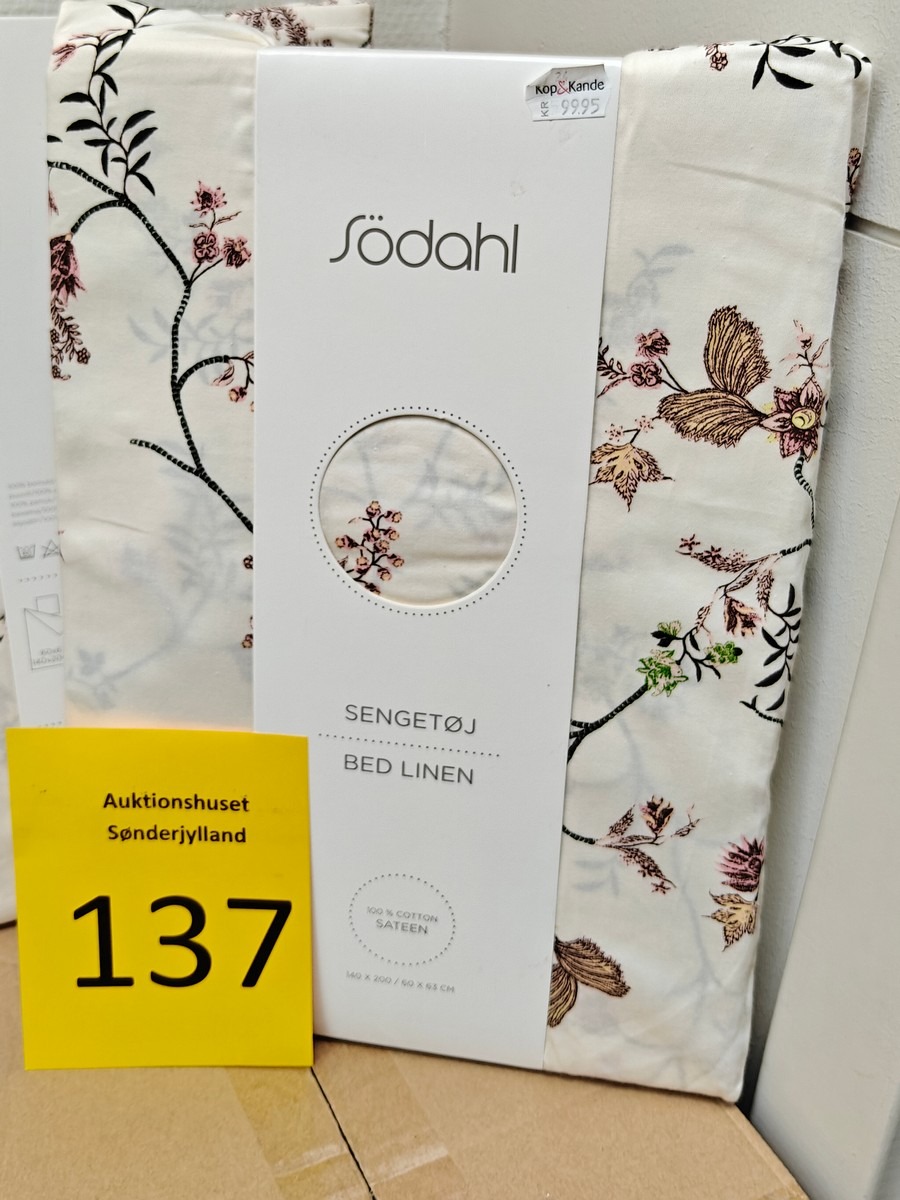 Kop&Kande
KR 99.95
Södahl
SENGETØJ
BED LINEN
100 % COTTON
SATEEN
140 X 200 / 60 X 63 CM
Auktionshuset
Sønderjylland
137